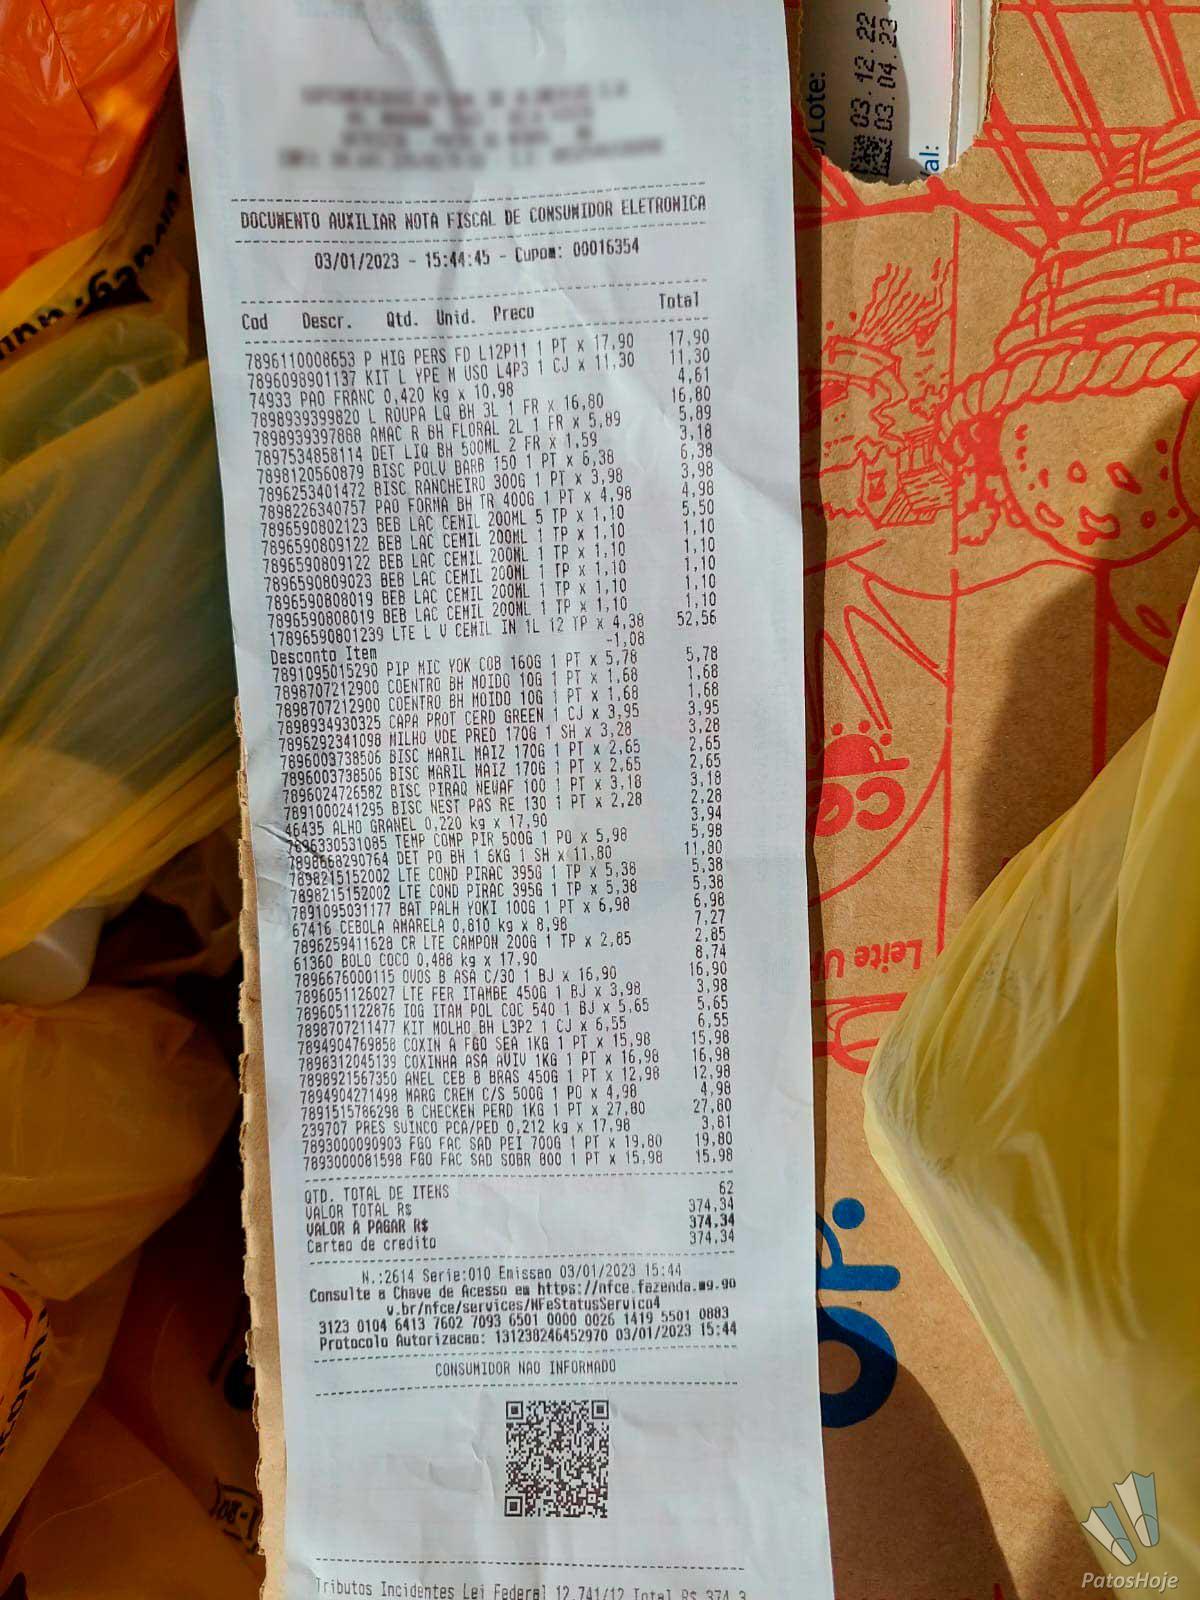 DOCUMENTO AUXILIAR NOTA FISCAL DE CONSUMIDOR ELETRONICA
03/01/2023 - 15:44:45 - Cupom: 00016354
Cod Descr. Qtd. Unid. Preco Total
7896110008653 P HIG PERS FD L12P11 1 PT x 17,90 17,90
7896098901137 KIT L YPE M USO L4P3 1 CJ x 11,30 11,30
74933 PAO FRANC 0,420 kg x 10,98 4,61
7898939399820 L ROUPA LQ BH 3L 1 FR x 16,80 16,80
7898939397888 AMAC R BH FLORAL 2L 1 FR x 5,89 5,89
7897534858114 DET LIQ BH 500ML 2 FR x 1,59 3,18
7898120560879 BISC POLV BARB 150 1 PT x 6,38 6,38
7896253401472 BISC RANCHEIRO 300G 1 PT x 3,98 3,98
7898226340757 PAO FORMA BH TR 400G 1 PT x 4,98 4,98
7896590802123 BEB LAC CEMIL 200ML 5 TP x 1,10 5,50
7896590809122 BEB LAC CEMIL 200ML 1 TP x 1,10 1,10
7896590809122 BEB LAC CEMIL 200ML 1 TP x 1,10 1,10
7896590809023 BEB LAC CEMIL 200ML 1 TP x 1,10 1,10
7896590808019 BEB LAC CEMIL 200ML 1 TP x 1,10 1,10
7896590808019 BEB LAC CEMIL 200ML 1 TP x 1,10 1,10
17896590801239 LTE L V CEMIL IN 1L 12 TP x 4,38 52,56
Desconto Item -1,08
7891095015290 PIP MIC YOK COB 160G 1 PT x 5,78 5,78
7898707212900 COENTRO BH MOIDO 10G 1 PT x 1,68 1,68
7898707212900 COENTRO BH MOIDO 10G 1 PT x 1,68 1,68
7898934930325 CAPA PROT CERD GREEN 1 CJ x 3,95 3,95
7896292341098 MILHO VDE PRED 170G 1 SH x 3,28 3,28
7896003738506 BISC MARIL MAIZ 170G 1 PT x 2,65 2,65
7896003738506 BISC MARIL MAIZ 170G 1 PT x 2,65 2,65
7896024726582 BISC PIRAQ NEWAF 100 1 PT x 3,18 3,18
7891000241295 BISC NEST PAS RE 130 1 PT x 2,28 2,28
46435 ALHO GRANEL 0,220 kg x 17,90 3,94
7896330531085 TEMP COMP PIR 500G 1 PO x 5,98 5,98
7898668290764 DET PO BH 1 6KG 1 SH x 11,80 11,80
7898215152002 LTE COND PIRAC 395G 1 TP x 5,38 5,38
7898215152002 LTE COND PIRAC 395G 1 TP x 5,38 5,38
7891095031177 BAT PALH YOKI 100G 1 PT x 6,98 6,98
67416 CEBOLA AMARELA 0,810 kg x 8,98 7,27
7896259411628 CR LTE CAMPON 200G 1 TP x 2,85 2,85
61360 BOLO COCO 0,488 kg x 17,90 8,74
7896676000115 OVOS B ASA C/30 1 BJ x 16,90 16,90
7896051126027 LTE FER ITAMBE 450G 1 BJ x 3,98 3,98
7896051122876 IOG ITAM POL COC 540 1 BJ x 5,65 5,65
7898707211477 KIT MOLHO BH L3P2 1 CJ x 6,55 6,55
7894904769858 COXIN A FGO SEA 1KG 1 PT x 15,98 15,98
7898312045139 COXINHA ASA AVIV 1KG 1 PT x 16,98 16,98
7898921567350 ANEL CEB B BRAS 450G 1 PT x 12,98 12,98
7894904271498 MARG CREM C/S 500G 1 PO x 4,98 4,98
7891515786298 B CHECKEN PERD 1KG 1 PT x 27,80 27,80
239707 PRES SUINCO PCA/PED 0,212 kg x 17,98 3,81
7893000090903 FGO FAC SAD PEI 700G 1 PT x 19,80 19,80
7893000081598 FGO FAC SAD SOBR 800 1 PT x 15,98 15,98
QTD. TOTAL DE ITENS 62
VALOR TOTAL R$ 374,34
VALOR A PAGAR R$ 374,34
Cartao de credito 374,34
N.:2614 Serie:010 Emissao 03/01/2023 15:44
Consulte a Chave de Acesso em https://nfce.fazenda.mg.go
v.br/nfce/services/NFeStatusServico4
3123 0104 6413 7602 7093 6501 0000 0026 1419 5501 0883
Protocolo Autorizacao: 131238246452970 03/01/2023 15:44
CONSUMIDOR NAO INFORMADO
Tributos Incidentes Lei Federal 12.741/12 Total R$ 374,3
/Lote:
03.12.22
03.04.23
dal:
Leite
PatosHoje